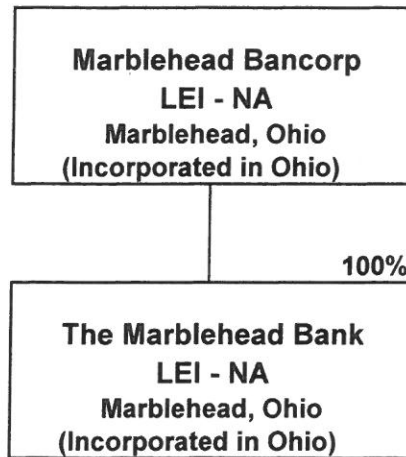 Marblehead Bancorp
LEI - NA
Marblehead, Ohio
(Incorporated in Ohio)
100%
The Marblehead Bank
LEI - NA
Marblehead, Ohio
(Incorporated in Ohio)